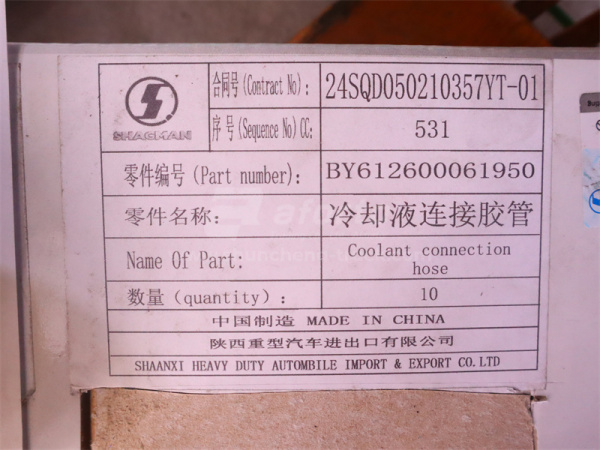 SHACMAN
合同号(Contract No):
24SQD050210357YT-01
序号(Sequence No)CC:
531
零件编号(Part number):
BY612600061950
零件名称:
冷却液连接胶管
Name Of Part:
Coolant connection
hose
数量(quantity):
10
中国制造 MADE IN CHINA
陕西重型汽车进出口有限公司
SHAANXI HEAVY DUTY AUTOMBILE IMPORT & EXPORT CO.LTD